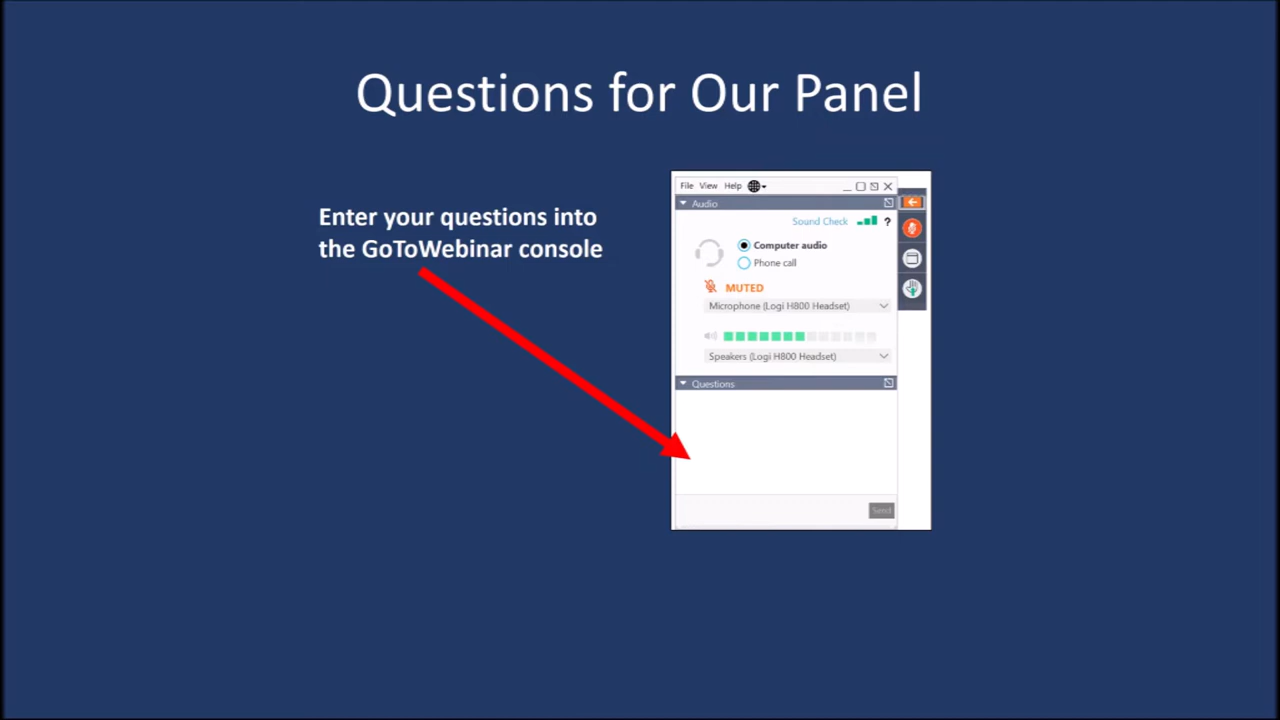 Questions for Our Panel
Enter your questions into
the GoToWebinar console
File View Help
Audio
Sound Check ?
Computer audio
Phone call
MUTED
Microphone (Logi H800 Headset)
Speakers (Logi H800 Headset)
Questions
Send